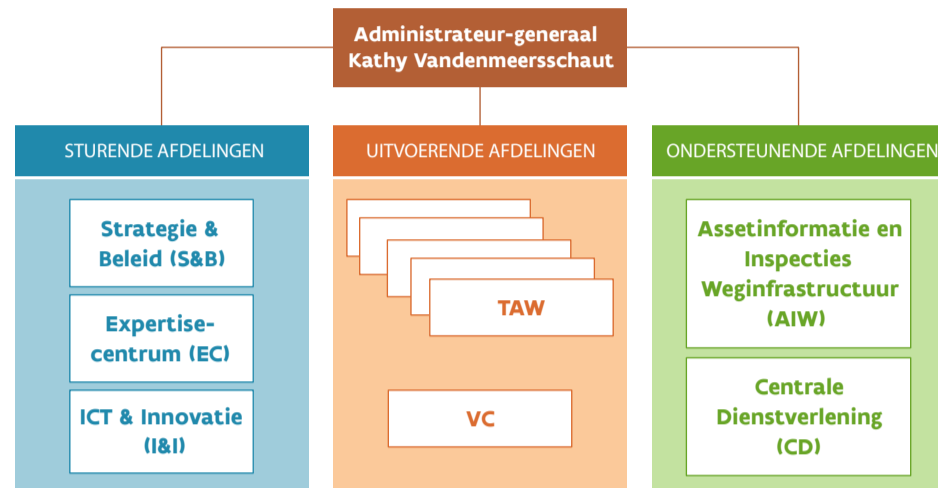 Administrateur-generaal
Kathy Vandenmeersschaut
STURENDE AFDELINGEN
Strategie &
Beleid (S&B)
Expertise-
centrum (EC)
ICT & Innovatie
(I&I)
UITVOERENDE AFDELINGEN
TAW
VC
ONDERSTEUNENDE AFDELINGEN
Assetinformatie en
Inspecties
Weginfrastructuur
(AIW)
Centrale
Dienstverlening
(CD)